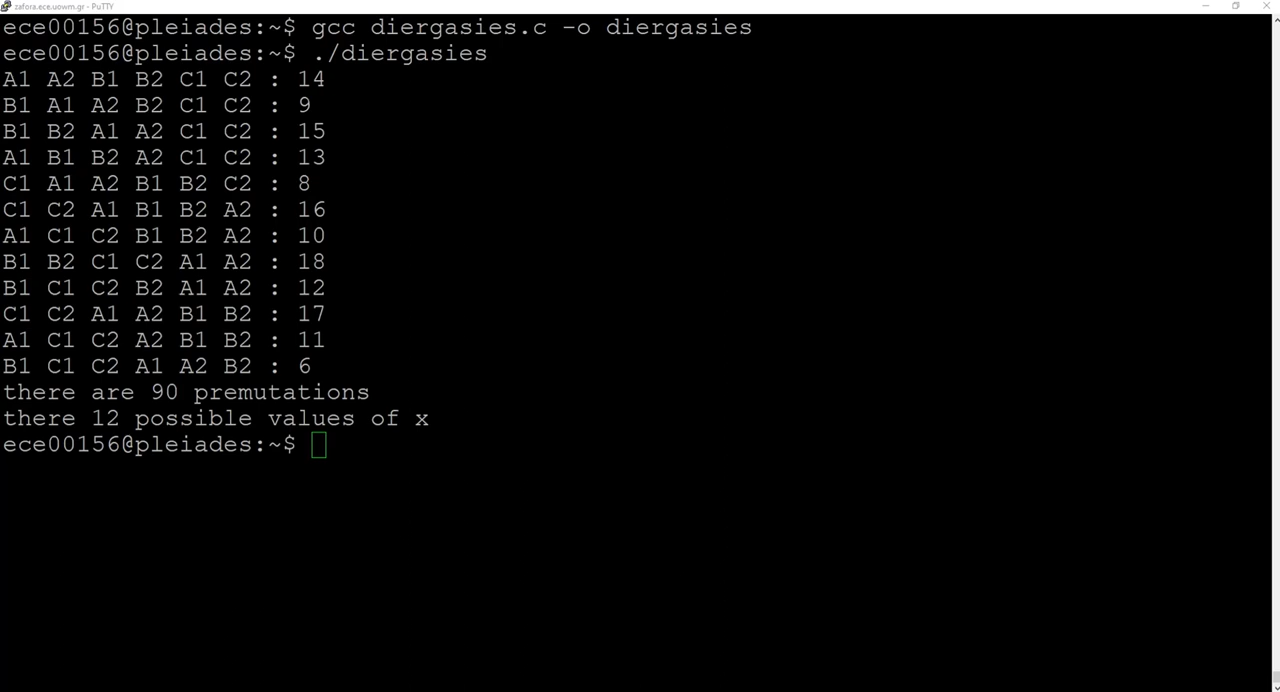 zafora.ece.uowm.gr - PuTTY
ece00156@pleiades:~$ gcc diergasies.c -o diergasies
ece00156@pleiades:~$ ./diergasies
A1 A2 B1 B2 C1 C2 : 14
B1 A1 A2 B2 C1 C2 : 9
B1 B2 A1 A2 C1 C2 : 15
A1 B1 B2 A2 C1 C2 : 13
C1 A1 A2 B1 B2 C2 : 8
C1 C2 A1 B1 B2 A2 : 16
A1 C1 C2 B1 B2 A2 : 10
B1 B2 C1 C2 A1 A2 : 18
B1 C1 C2 B2 A1 A2 : 12
C1 C2 A1 A2 B1 B2 : 17
A1 C1 C2 A2 B1 B2 : 11
B1 C1 C2 A1 A2 B2 : 6
there are 90 premutations
there 12 possible values of x
ece00156@pleiades:~$